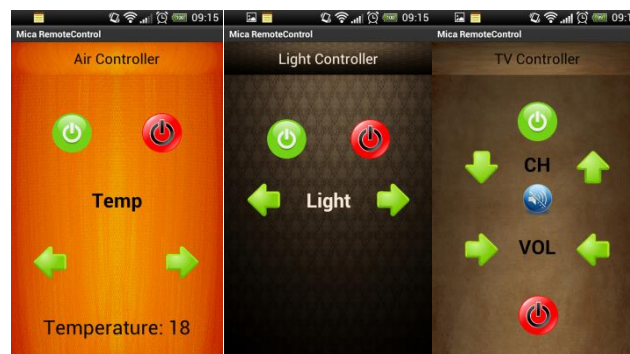 09:15
Mica RemoteControl
Air Controller
Temp
Temperature: 18
09:15
Mica RemoteControl
Light Controller
Light
09:1
Mica RemoteControl
TV Controller
CH
VOL